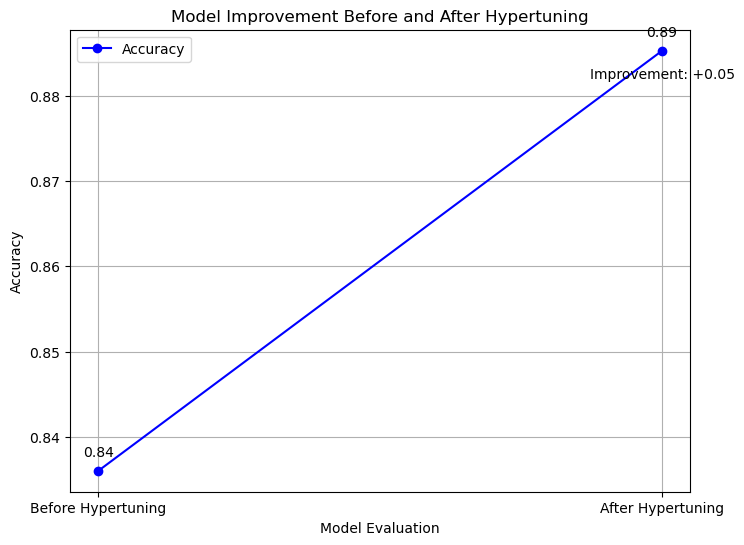 Model Improvement Before and After Hypertuning
Accuracy
0.89
Improvement: +0.05
0.88
0.87
0.86
0.85
0.84
Accuracy
0.84
Before Hypertuning
After Hypertuning
Model Evaluation